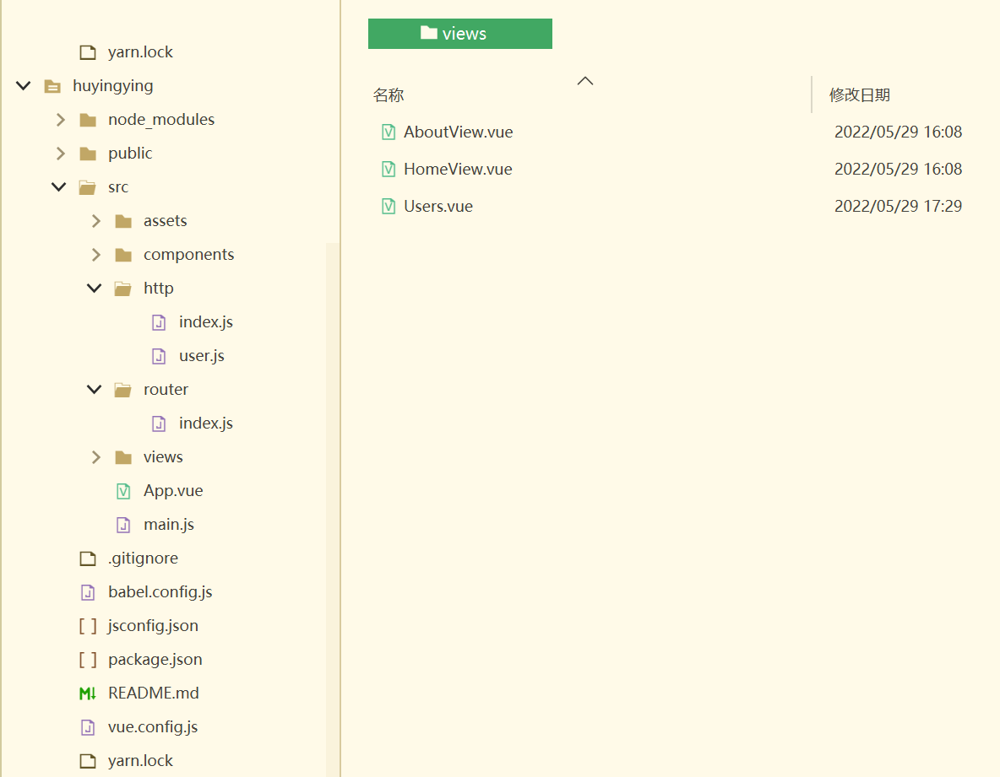 yarn.lock
huyingying
node_modules
public
src
assets
components
http
index.js
user.js
router
index.js
views
App.vue
main.js
.gitignore
babel.config.js
[ ] jsconfig.json
[ ] package.json
M↓ README.md
vue.config.js
yarn.lock
views
名称 修改日期
AboutView.vue 2022/05/29 16:08
HomeView.vue 2022/05/29 16:08
Users.vue 2022/05/29 17:29